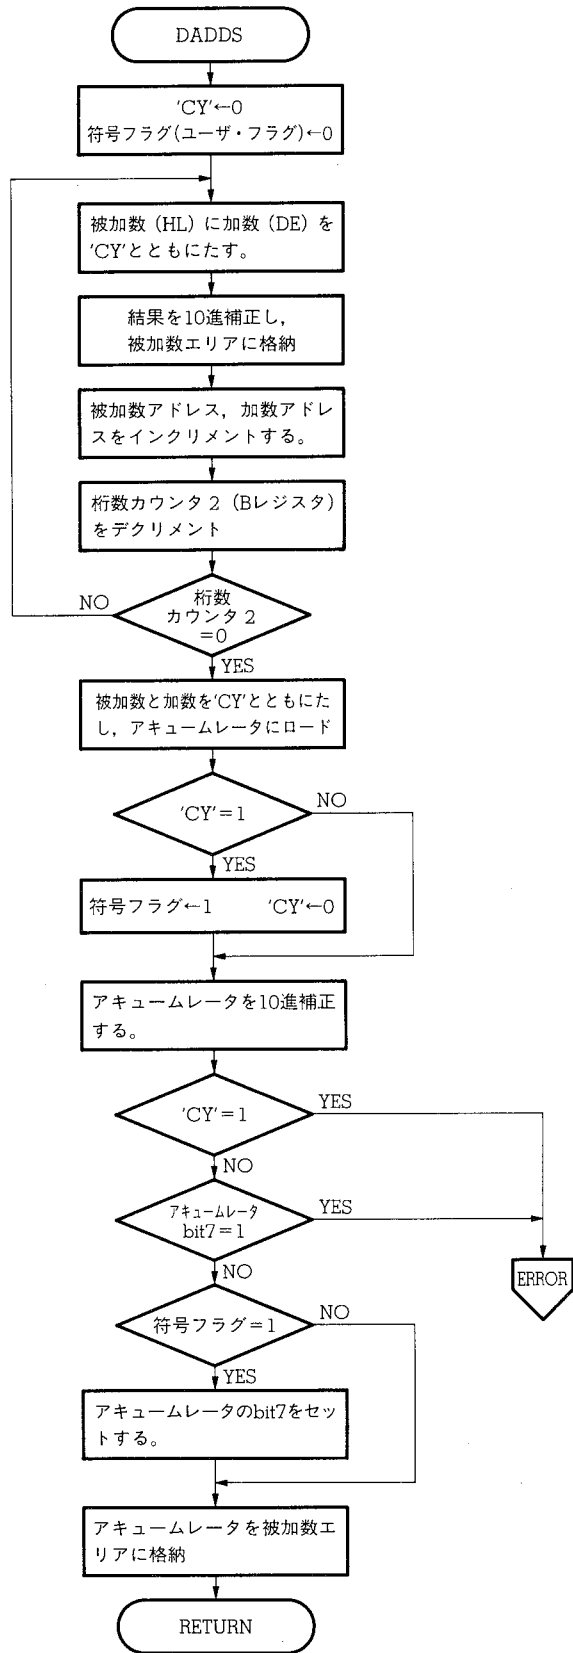 DADDS
'CY'←0
符号フラグ(ユーザ・フラグ)←0
被加数 (HL) に加数 (DE) を
'CY'とともにたす。
結果を10進補正し,
被加数エリアに格納
被加数アドレス, 加数アドレ
スをインクリメントする。
桁数カウンタ2 (Bレジスタ)
をデクリメント
桁数
カウンタ2
=0
NO
YES
被加数と加数を'CY'とともにた
し, アキュームレータにロード
'CY'=1
NO
YES
符号フラグ←1 'CY'←0
アキュームレータを10進補正
する。
'CY'=1
YES
NO
アキュームレータ
bit7=1
YES
NO
ERROR
符号フラグ=1
NO
YES
アキュームレータのbit7をセッ
トする。
アキュームレータを被加数エ
リアに格納
RETURN